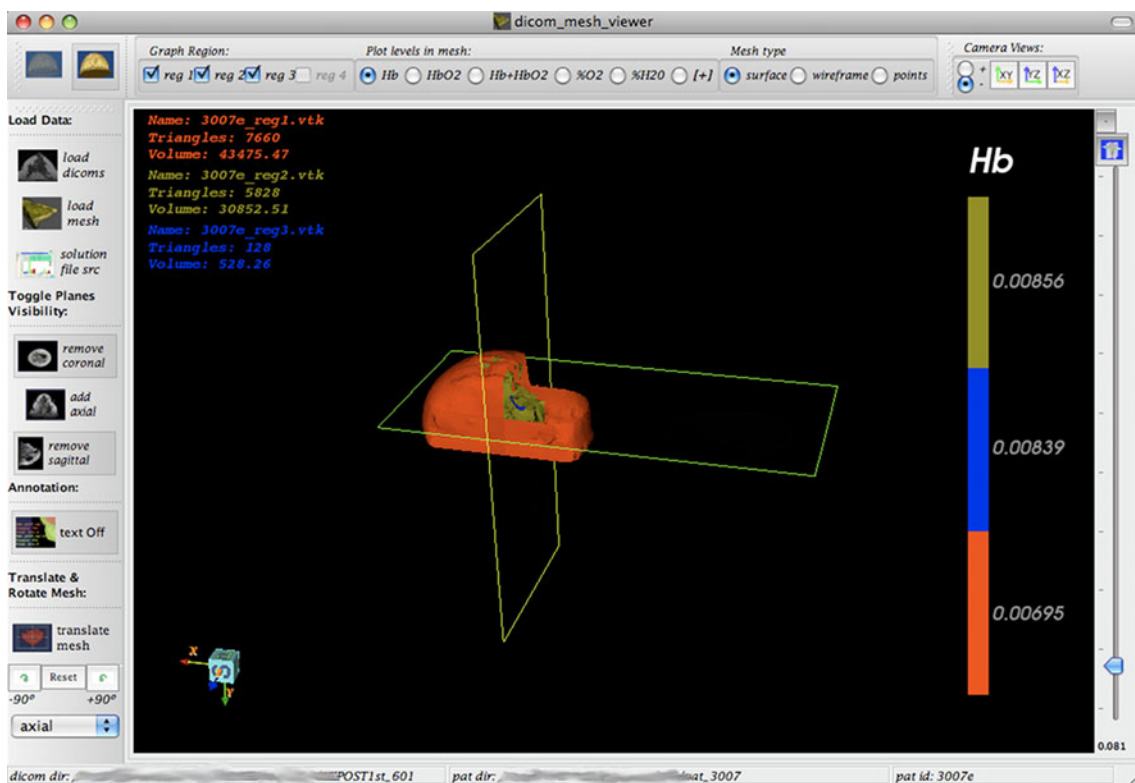 dicom_mesh_viewer
Graph Region:
Plot levels in mesh:
Mesh type
Camera Views:
reg 1 reg 2 reg 3 reg 4
Hb HbO2 Hb+HbO2 %O2 %H20 [+]
surface wireframe points
+
-
XY YZ XZ
Load Data:
load dicoms
load mesh
solution file src
Toggle Planes
Visibility:
remove coronal
add axial
remove sagittal
Annotation:
text Off
Translate &
Rotate Mesh:
translate mesh
Reset
-90º +90º
axial
Name: 3007e_reg1.vtk
Triangles: 7660
Volume: 43475.47
Name: 3007e_reg2.vtk
Triangles: 5828
Volume: 30852.51
Name: 3007e_reg3.vtk
Triangles: 128
Volume: 528.26
X
Y
Hb
0.00856
0.00839
0.00695
0.081
dicom dir: POST1st_601 pat dir: pat_3007 pat id: 3007e